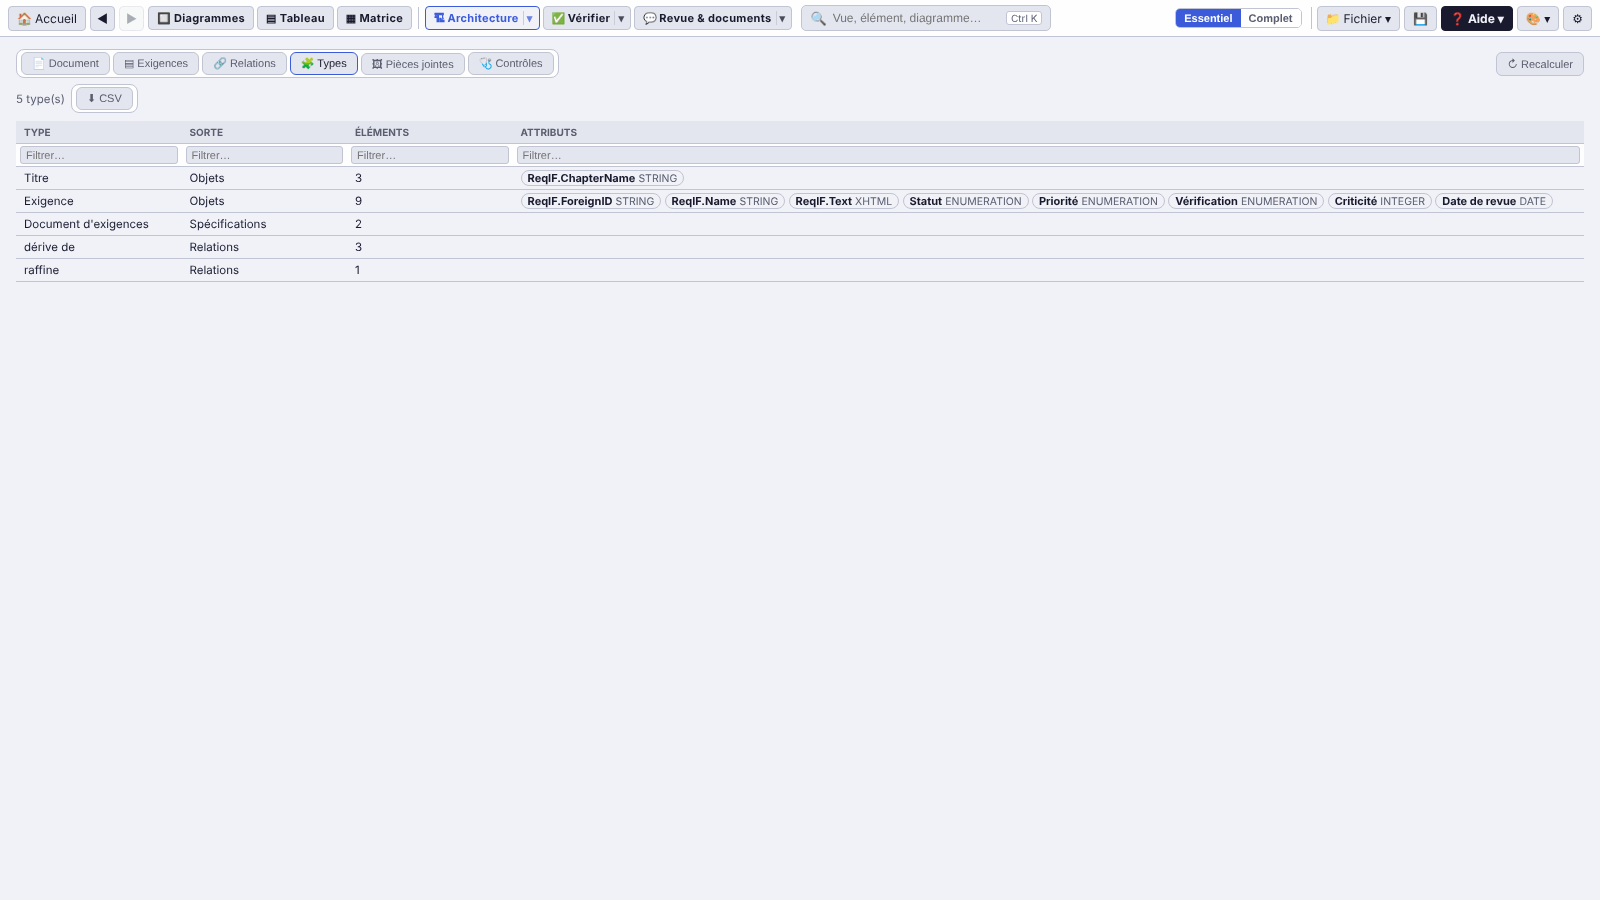 🏠 Accueil ◀ ▶ 🔲 Diagrammes ▤ Tableau ▦ Matrice 🏗 Architecture ▾ ✅ Vérifier ▾ 💬 Revue & documents ▾ 🔍 Vue, élément, diagramme… Ctrl K Essentiel Complet 📁 Fichier ▾ 💾 ❓ Aide ▾ 🎨 ▾ ⚙
📄 Document ▤ Exigences 🔗 Relations 🧩 Types 🖼 Pièces jointes 🩺 Contrôles ↻ Recalculer
5 type(s) ⬇ CSV
TYPE SORTE ÉLÉMENTS ATTRIBUTS
Filtrer… Filtrer… Filtrer… Filtrer…
Titre Objets 3 ReqIF.ChapterName STRING
Exigence Objets 9 ReqIF.ForeignID STRING ReqIF.Name STRING ReqIF.Text XHTML Statut ENUMERATION Priorité ENUMERATION Vérification ENUMERATION Criticité INTEGER Date de revue DATE
Document d'exigences Spécifications 2
dérive de Relations 3
raffine Relations 1